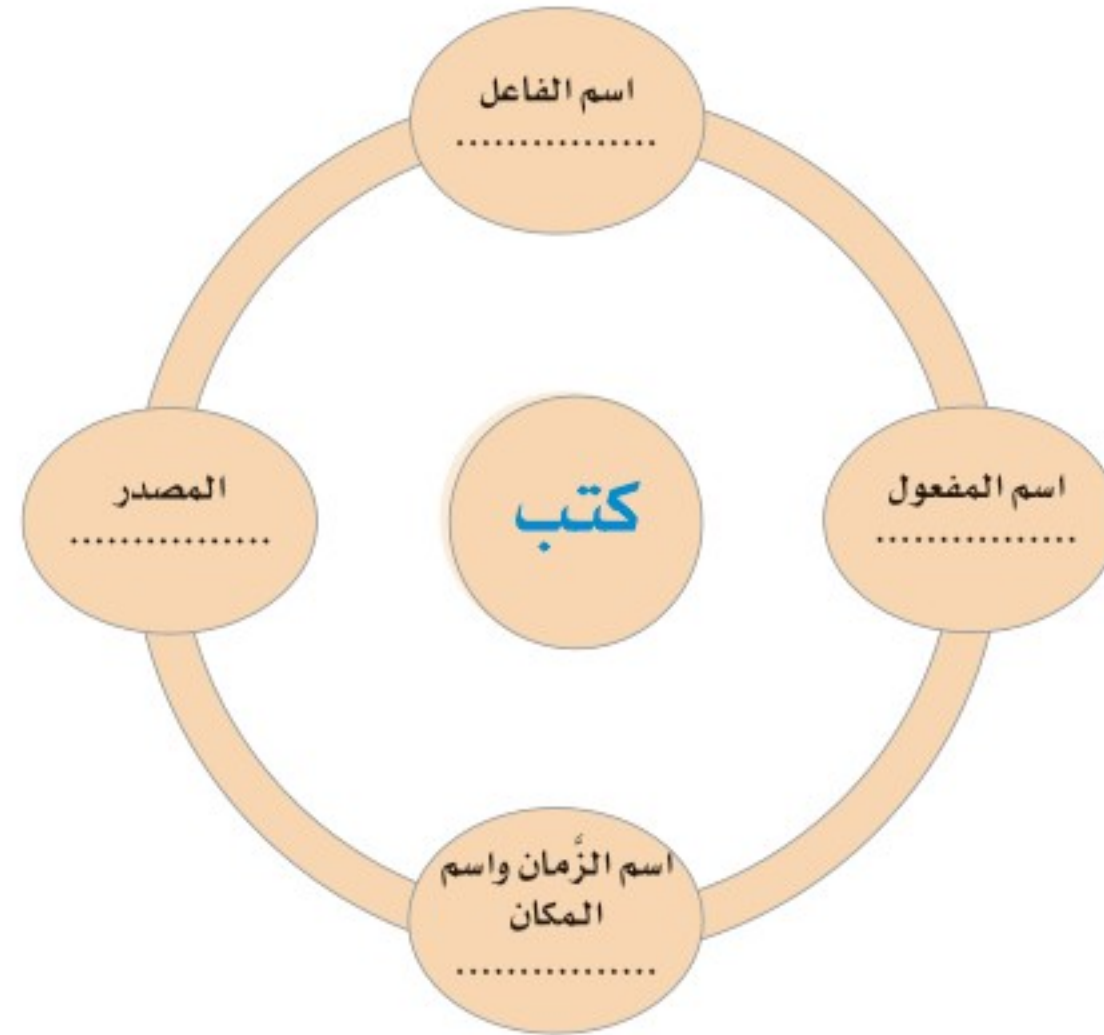 اسم الفاعل
................
اسم المفعول
................
كتب
المصدر
................
اسم الزَّمان واسم
المكان
................